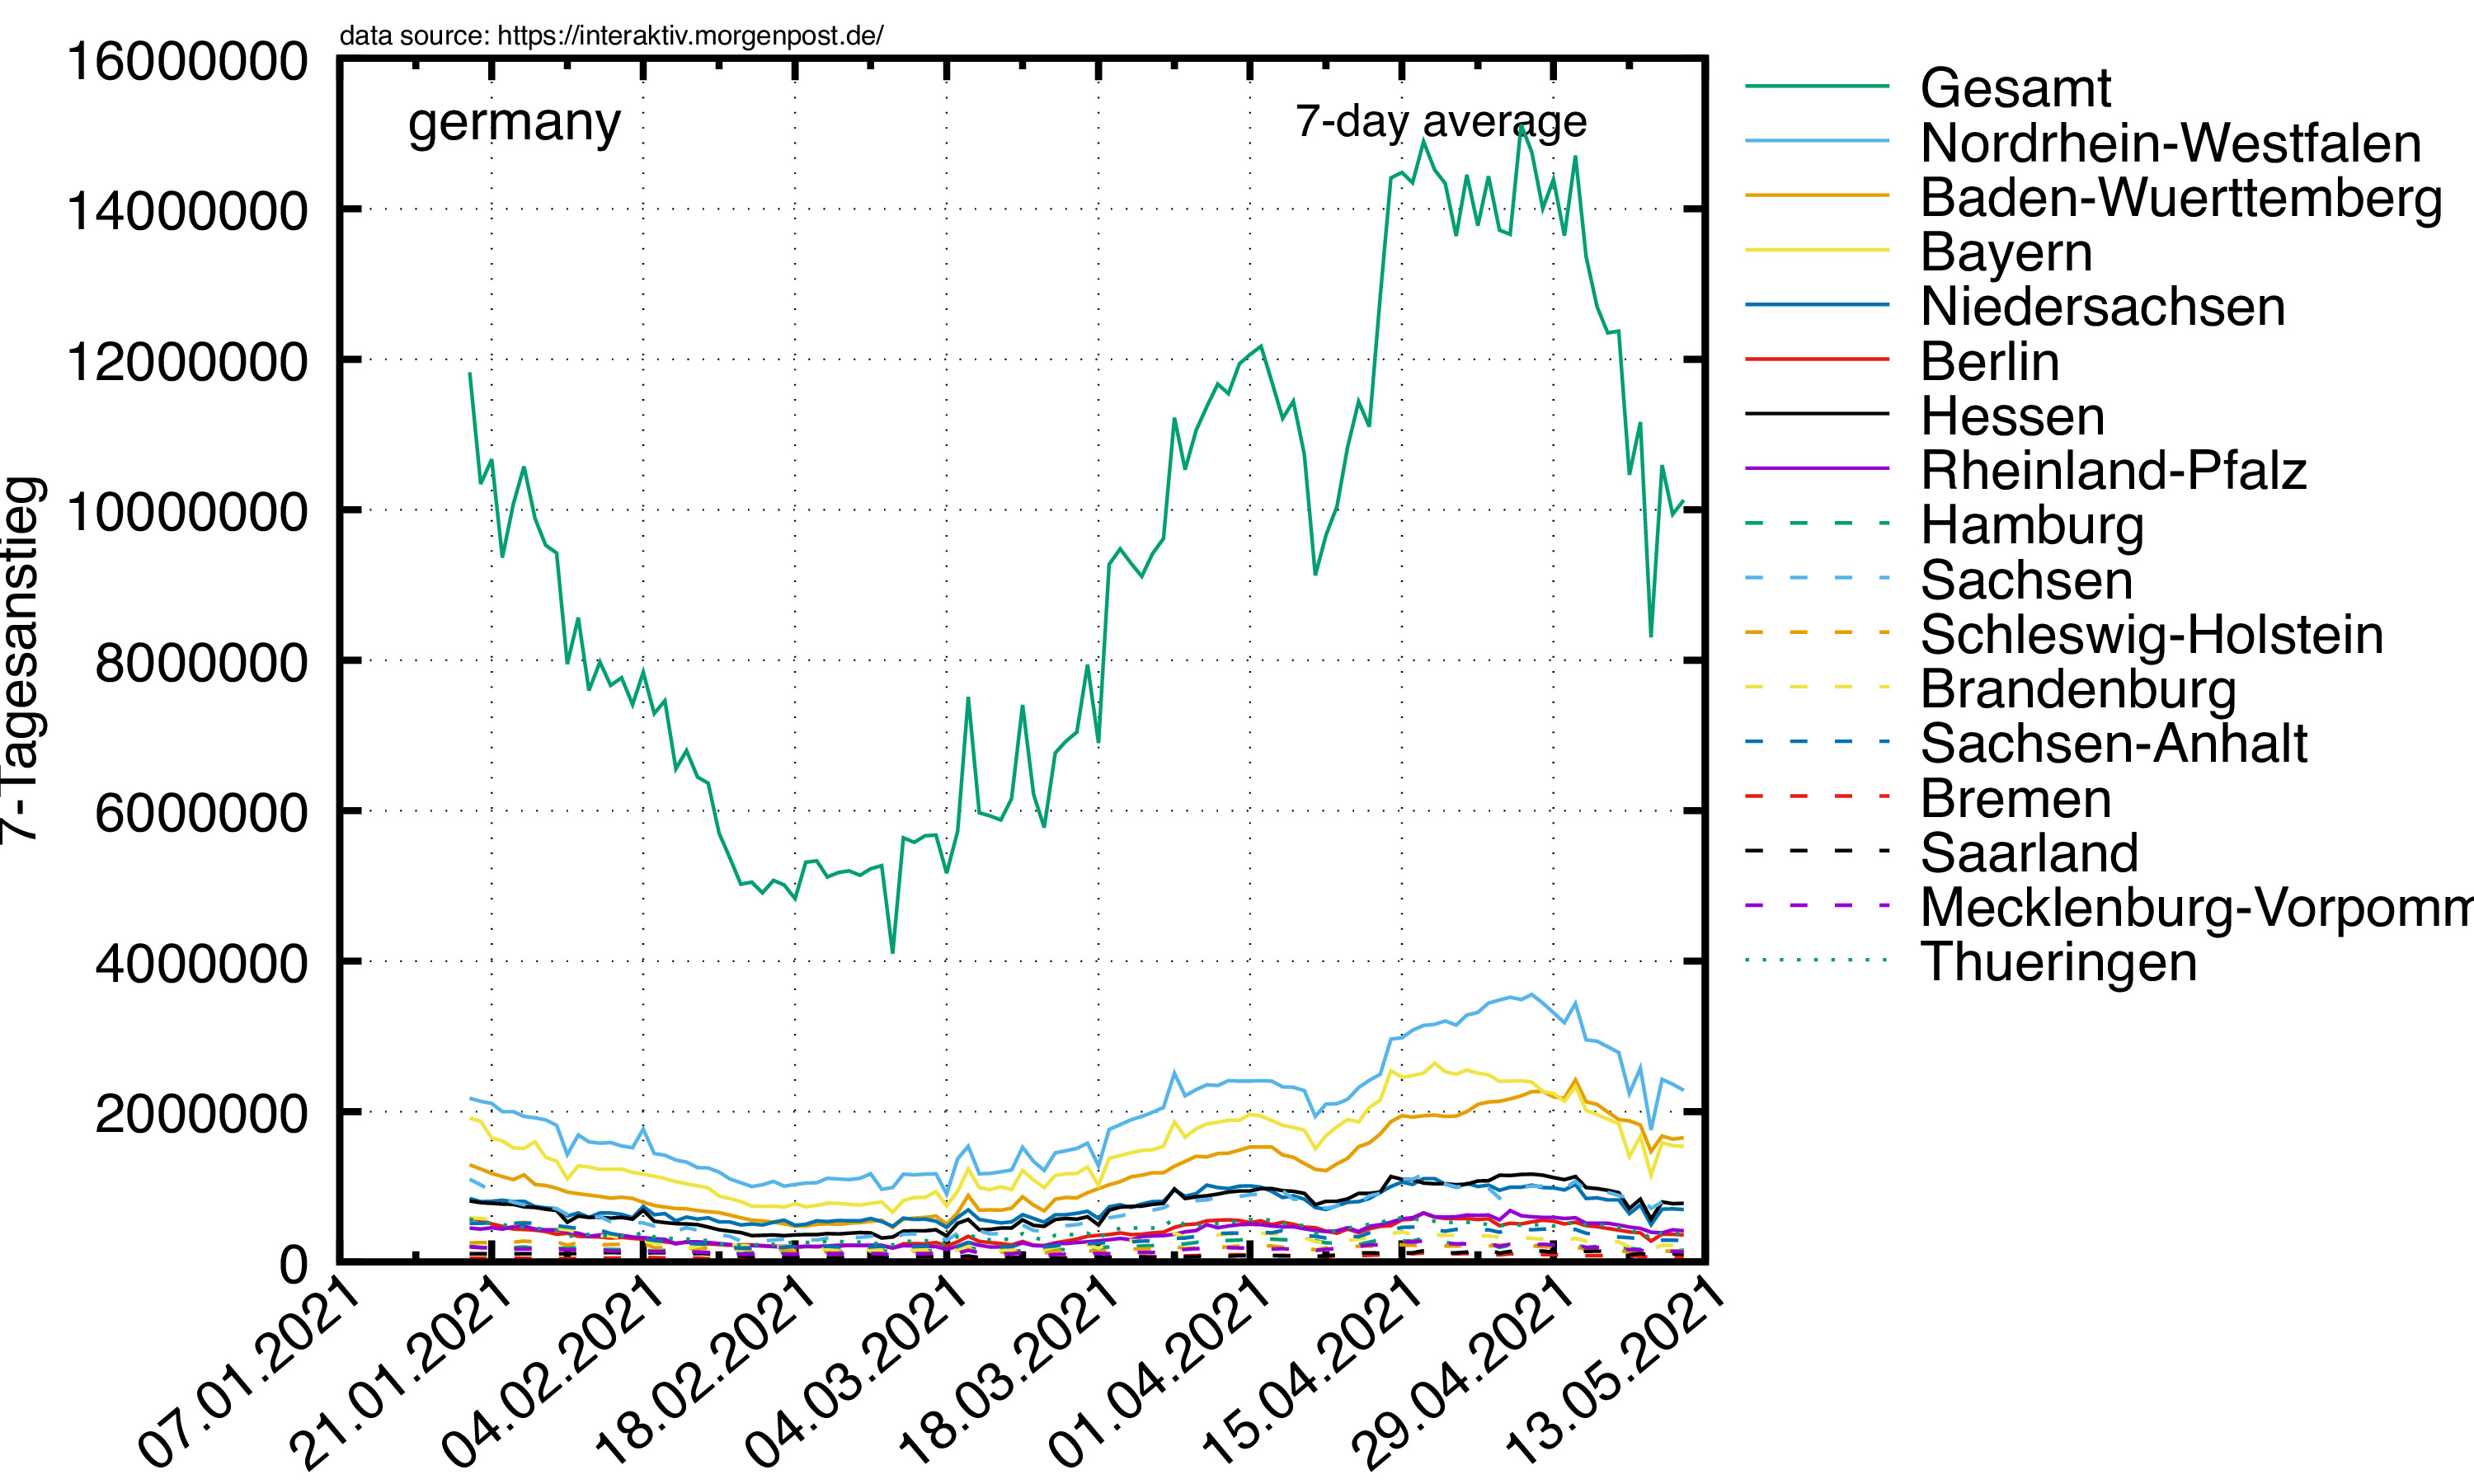 data source: https://interaktiv.morgenpost.de/
germany
7-day average
7-Tagesanstieg
16000000
14000000
12000000
10000000
8000000
6000000
4000000
2000000
0
07.01.2021
21.01.2021
04.02.2021
18.02.2021
04.03.2021
18.03.2021
01.04.2021
15.04.2021
29.04.2021
13.05.2021
Gesamt
Nordrhein-Westfalen
Baden-Wuerttemberg
Bayern
Niedersachsen
Berlin
Hessen
Rheinland-Pfalz
Hamburg
Sachsen
Schleswig-Holstein
Brandenburg
Sachsen-Anhalt
Bremen
Saarland
Mecklenburg-Vorpomm
Thueringen